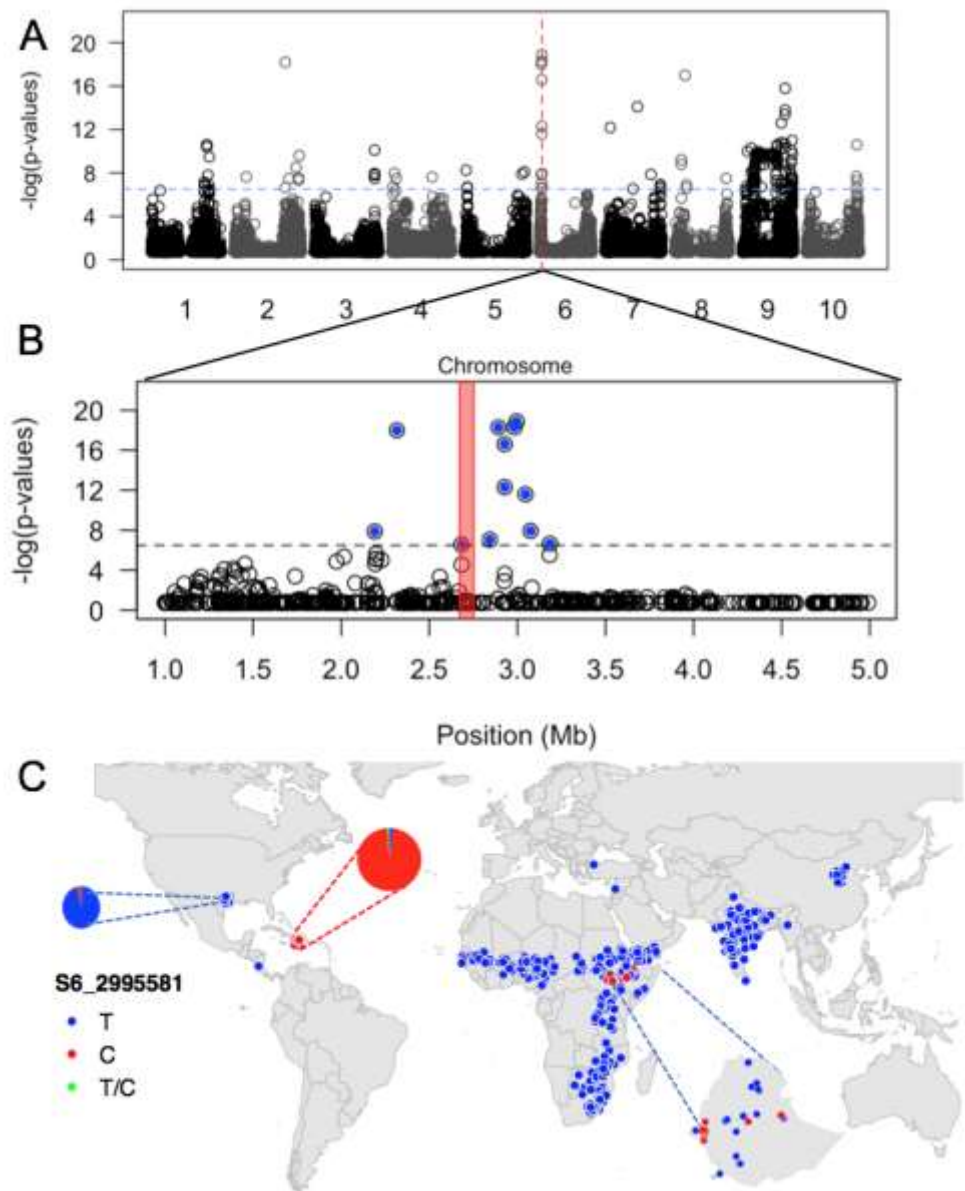 A
-log(p-values)
20
16
12
8
4
0
1 2 3 4 5 6 7 8 9 10
Chromosome
B
-log(p-values)
20
16
12
8
4
0
1.0 1.5 2.0 2.5 3.0 3.5 4.0 4.5 5.0
Position (Mb)
C
S6_2995581
T
C
T/C